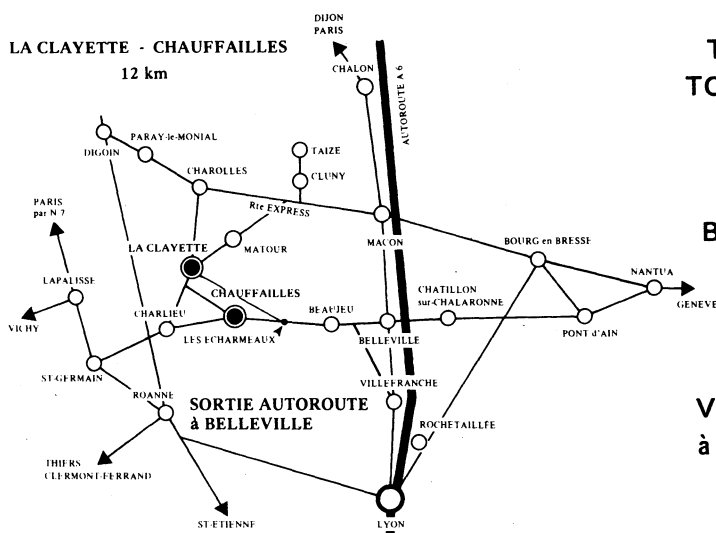 DIJON
PARIS
LA CLAYETTE - CHAUFFAILLES
12 km
CHALON
AUTOROUTE A 6
T
TO
PARAY-le-MONIAL
DIGOIN
TAIZE
CLUNY
CHAROLLES
Rte EXPRESS
PARIS
par N 7
MACON
B
LA CLAYETTE
MATOUR
BOURG en BRESSE
LAPALISSE
NANTUA
CHAUFFAILLES
CHATILLON
sur-CHALARONNE
GENEVE
VICHY
CHARLIEU
BEAUJEU
LES ECHARMEAUX
BELLEVILLE
PONT d'AIN
ST-GERMAIN
VILLEFRANCHE
ROANNE
SORTIE AUTOROUTE
à BELLEVILLE
V
à
ROCHETAILLÉE
THIERS
CLERMONT-FERRAND
ST-ETIENNE
LYON